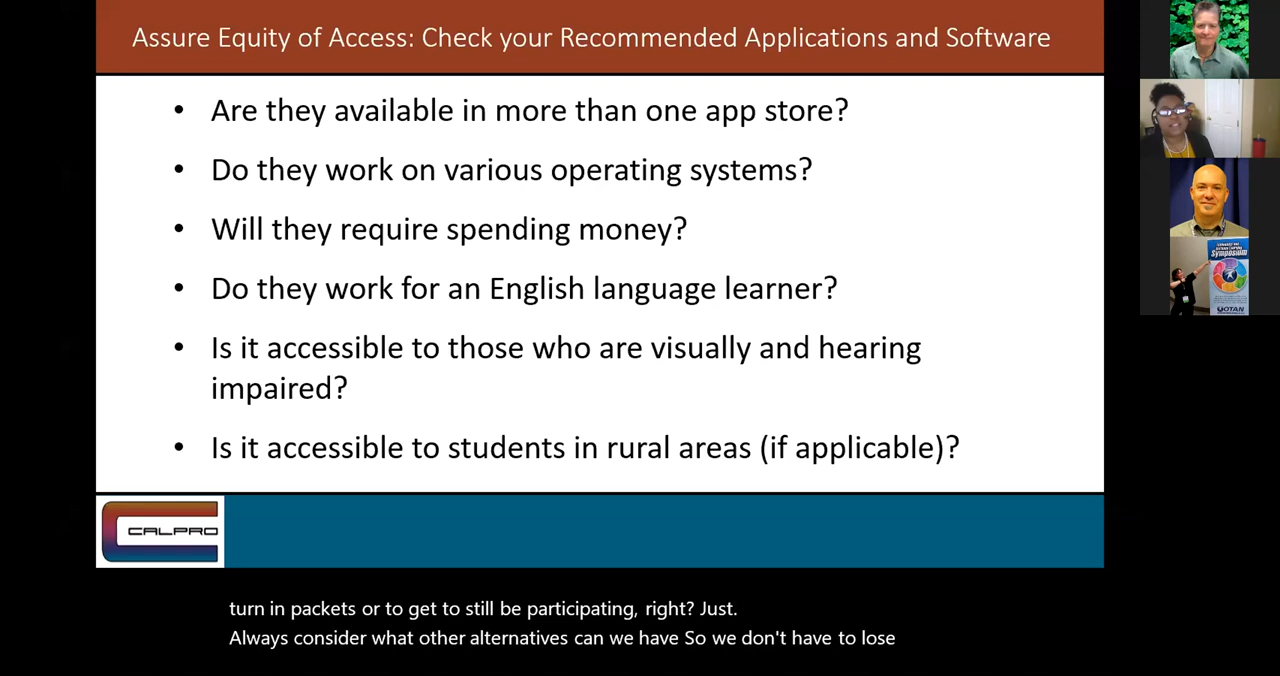 Assure Equity of Access: Check your Recommended Applications and Software
• Are they available in more than one app store?
• Do they work on various operating systems?
• Will they require spending money?
• Do they work for an English language learner?
• Is it accessible to those who are visually and hearing
impaired?
• Is it accessible to students in rural areas (if applicable)?
CALPRO
turn in packets or to get to still be participating, right? Just.
Always consider what other alternatives can we have So we don't have to lose
Symposium
OTAN